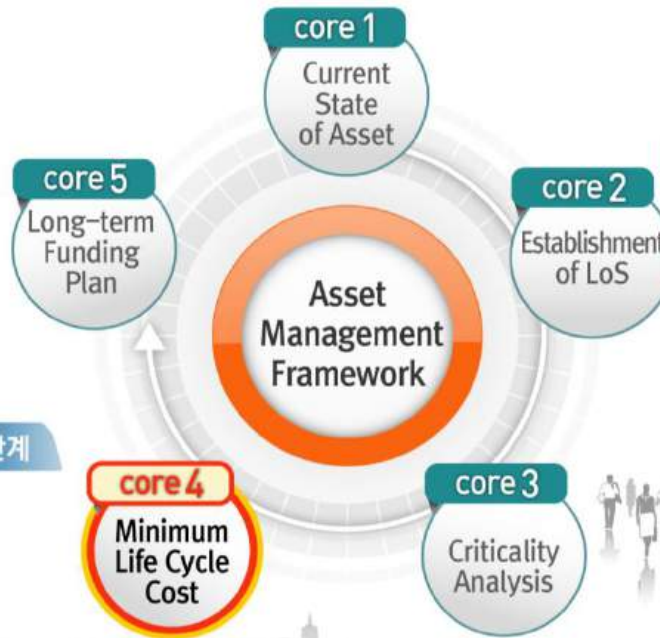 core 1
Current
State
of Asset
core 5
Long-term
Funding
Plan
core 2
Establishment
of LoS
Asset
Management
Framework
계
core 4
Minimum
Life Cycle
Cost
core 3
Criticality
Analysis